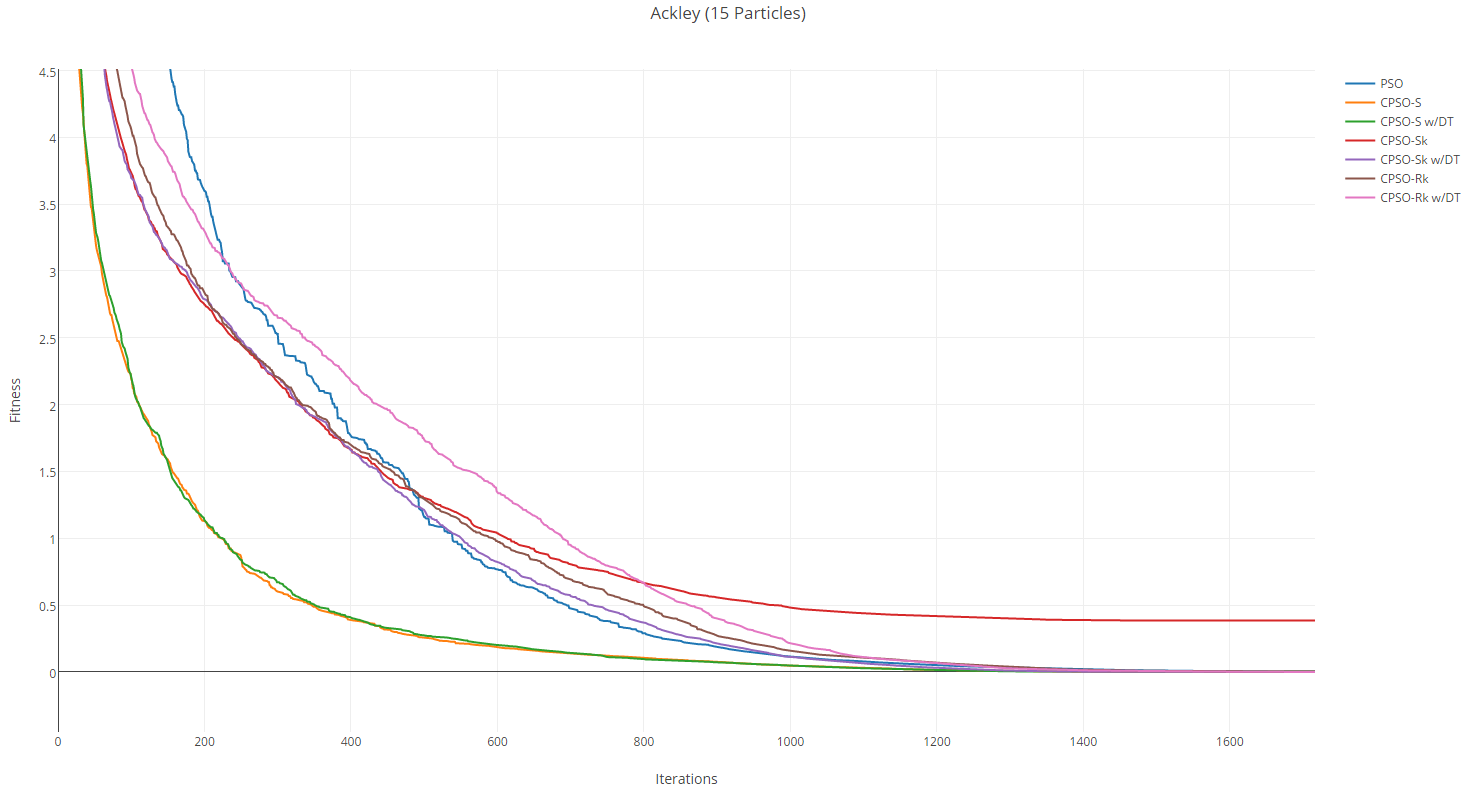 Ackley (15 Particles)
4.5
4
3.5
3
2.5
2
1.5
1
0.5
0
Fitness
0
200
400
600
800
1000
1200
1400
1600
Iterations
PSO
CPSO-S
CPSO-S w/DT
CPSO-Sk
CPSO-Sk w/DT
CPSO-Rk
CPSO-Rk w/DT